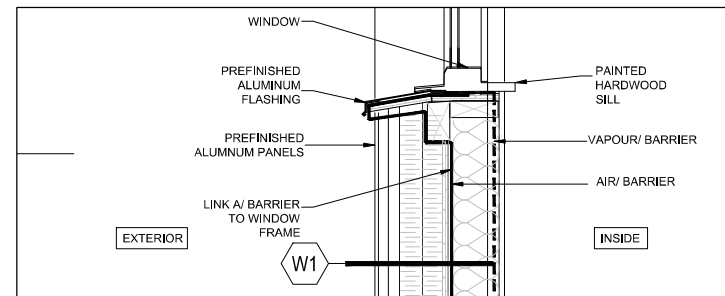 WINDOW
PREFINISHED
ALUMINUM
FLASHING
PAINTED
HARDWOOD
SILL
PREFINISHED
ALUMNUM PANELS
VAPOUR/ BARRIER
LINK A/ BARRIER
TO WINDOW
FRAME
AIR/ BARRIER
EXTERIOR
INSIDE
W1